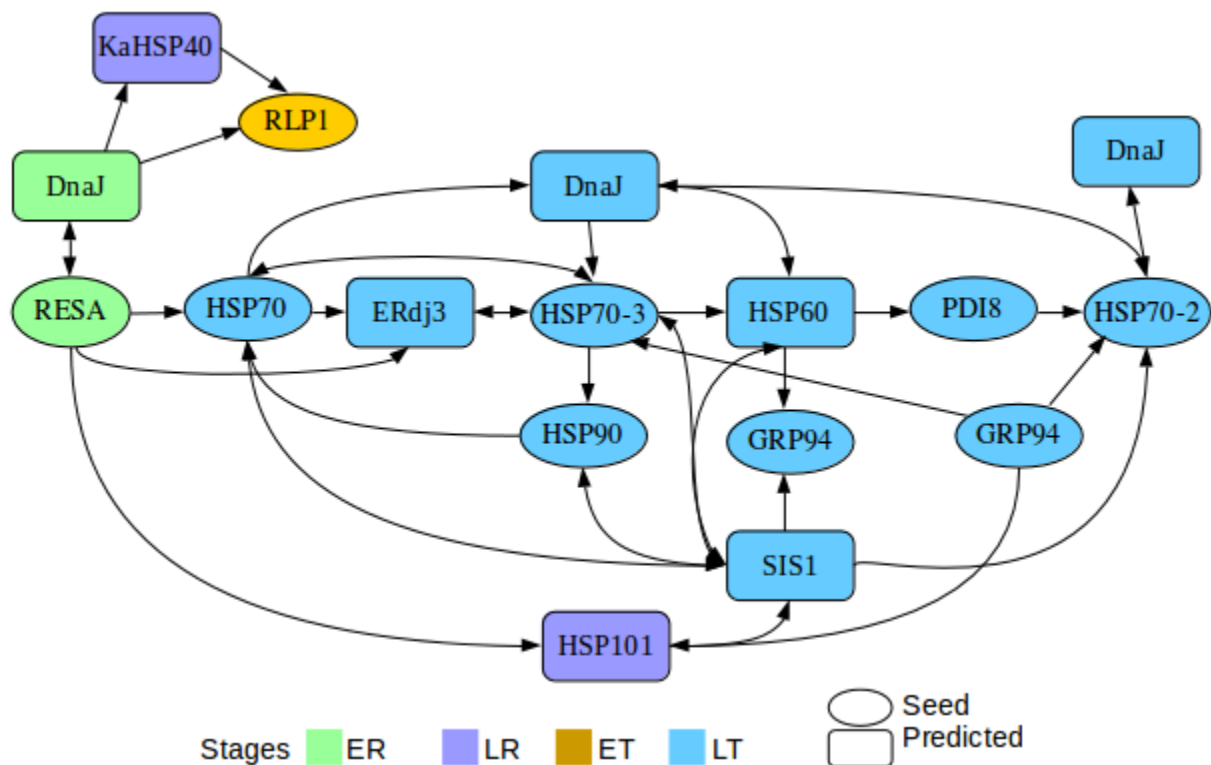 KaHSP40
RLP1
DnaJ
DnaJ
DnaJ
RESA
HSP70
ERdj3
HSP70-3
HSP60
PDI8
HSP70-2
HSP90
GRP94
GRP94
SIS1
HSP101
Seed
Predicted
Stages ER LR ET LT